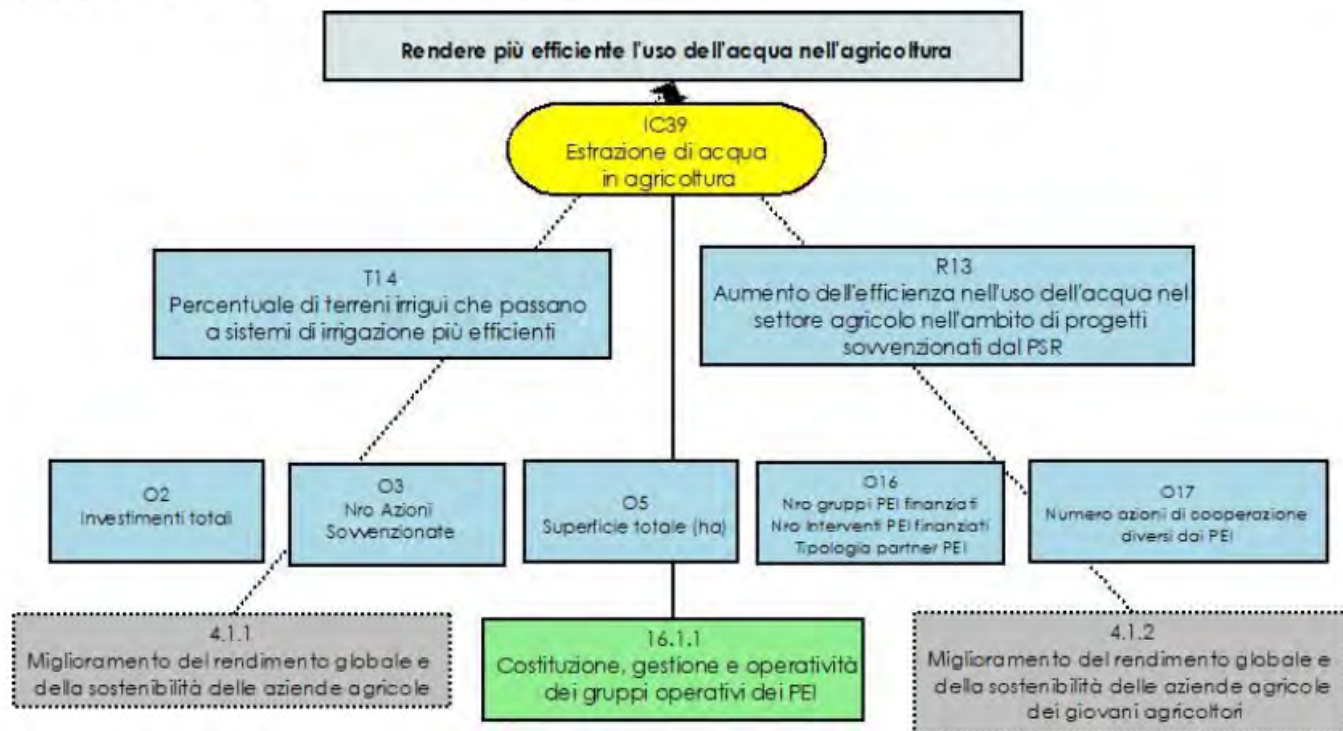 Rendere più efficiente l'uso dell'acqua nell'agricoltura
IC39
Estrazione di acqua
in agricoltura
T14
Percentuale di terreni irrigui che passano
a sistemi di irrigazione più efficienti
R13
Aumento dell'efficienza nell'uso dell'acqua nel
settore agricolo nell'ambito di progetti
sovvenzionati dal PSR
O2
Investimenti totali
O3
Nro Azioni
Sovvenzionate
O5
Superficie totale (ha)
O16
Nro gruppi PEI finanziati
Nro Interventi PEI finanziati
Tipologia partner PEI
O17
Numero azioni di cooperazione
diversi dai PEI
4.1.1
Miglioramento del rendimento globale e
della sostenibilità delle aziende agricole
16.1.1
Costituzione, gestione e operatività
dei gruppi operativi dei PEI
4.1.2
Miglioramento del rendimento globale e
della sostenibilità delle aziende agricole
dei giovani agricoltori